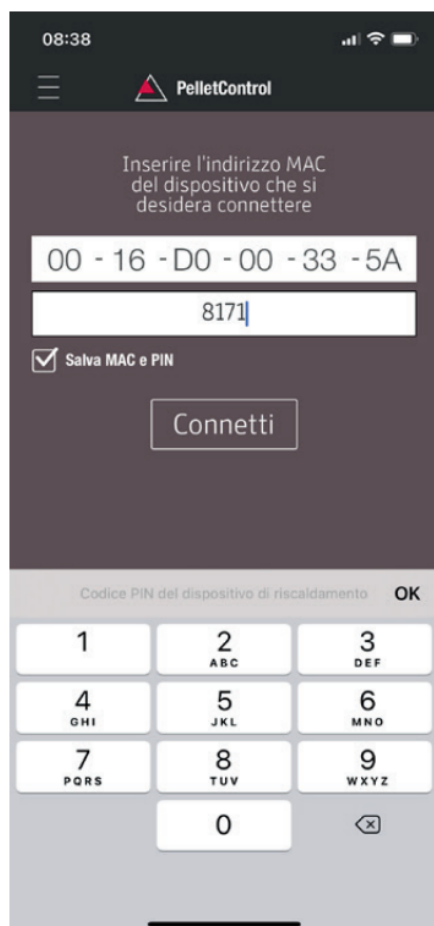 08:38
PelletControl
Inserire l'indirizzo MAC
del dispositivo che si
desidera connettere
00 - 16 - D0 - 00 - 33 - 5A
8171
Salva MAC e PIN
Connetti
Codice PIN del dispositivo di riscaldamento OK
1 2 3
ABC DEF
4 5 6
GHI JKL MNO
7 8 9
PQRS TUV WXYZ
0